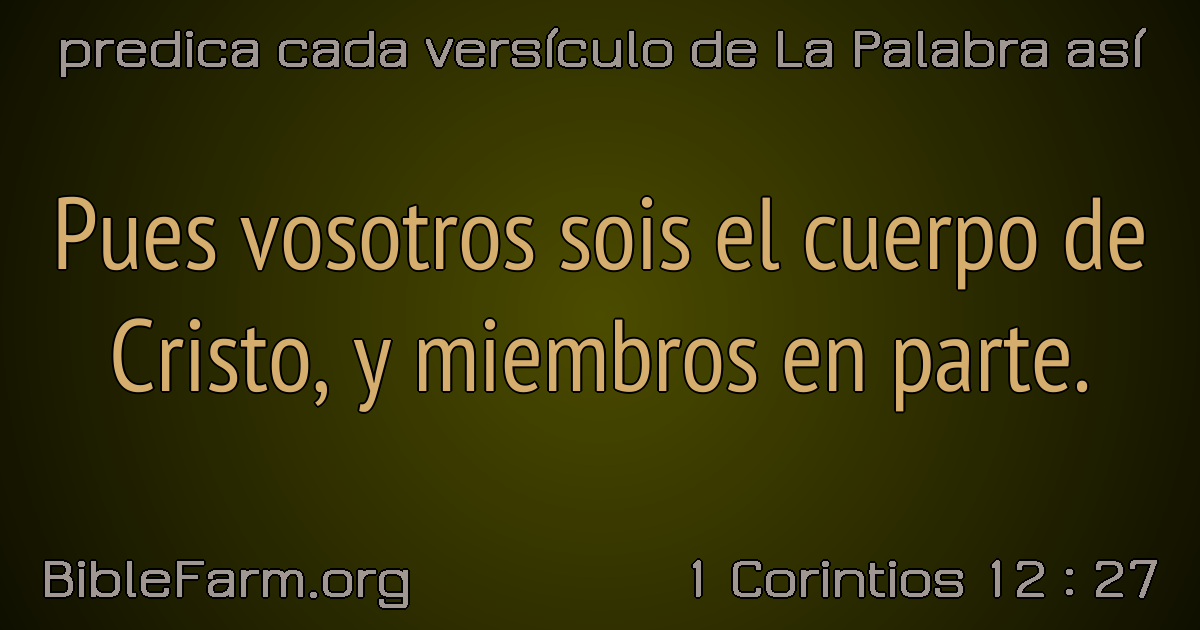 predica cada versículo de La Palabra así
Pues vosotros sois el cuerpo de
Cristo, y miembros en parte.
BibleFarm.org
1 Corintios 12 : 27